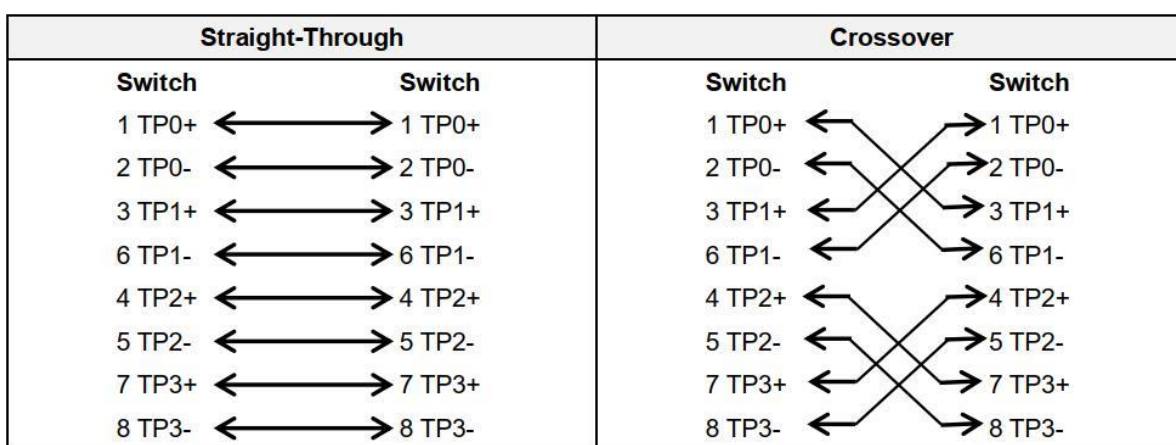 Straight-Through Crossover
Switch Switch Switch Switch
1 TP0+ 1 TP0+ 1 TP0+ 1 TP0+
2 TP0- 2 TP0- 2 TP0- 2 TP0-
3 TP1+ 3 TP1+ 3 TP1+ 3 TP1+
6 TP1- 6 TP1- 6 TP1- 6 TP1-
4 TP2+ 4 TP2+ 4 TP2+ 4 TP2+
5 TP2- 5 TP2- 5 TP2- 5 TP2-
7 TP3+ 7 TP3+ 7 TP3+ 7 TP3+
8 TP3- 8 TP3- 8 TP3- 8 TP3-